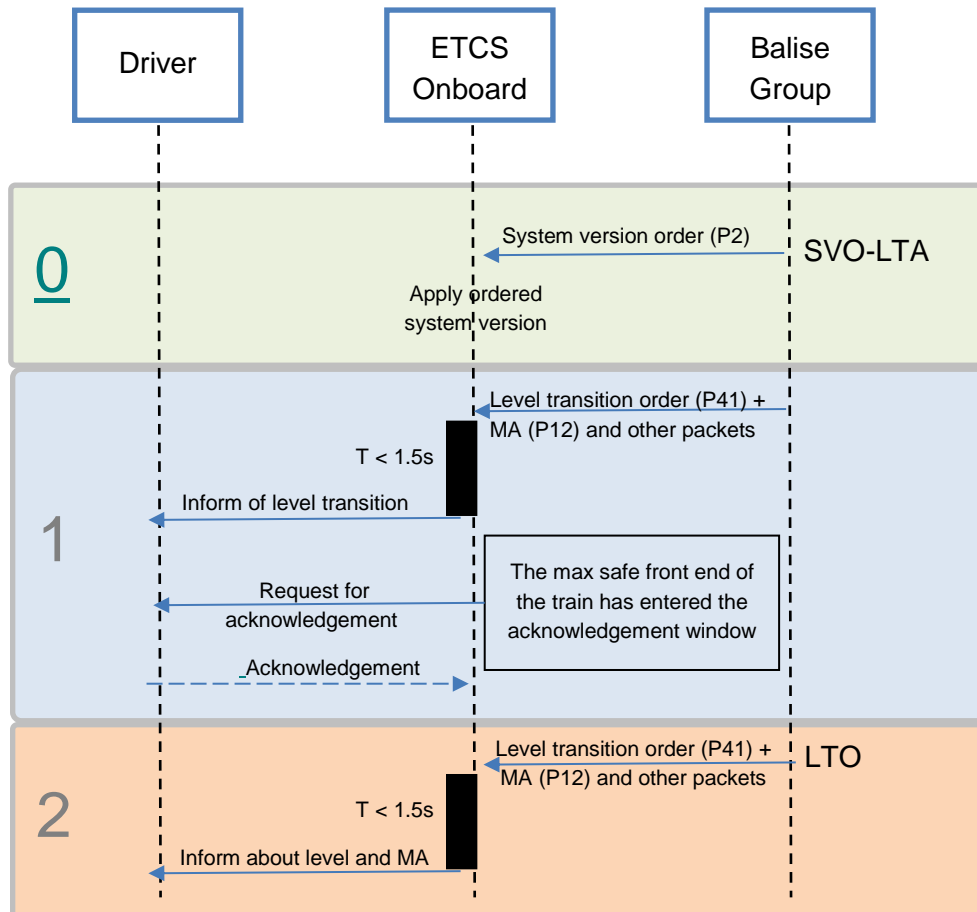 Driver
ETCS
Onboard
Balise
Group
0
System version order (P2)
SVO-LTA
Apply ordered
system version
1
Level transition order (P41) +
MA (P12) and other packets
T < 1.5s
Inform of level transition
The max safe front end of
the train has entered the
acknowledgement window
Request for
acknowledgement
Acknowledgement
2
Level transition order (P41) +
MA (P12) and other packets
LTO
T < 1.5s
Inform about level and MA